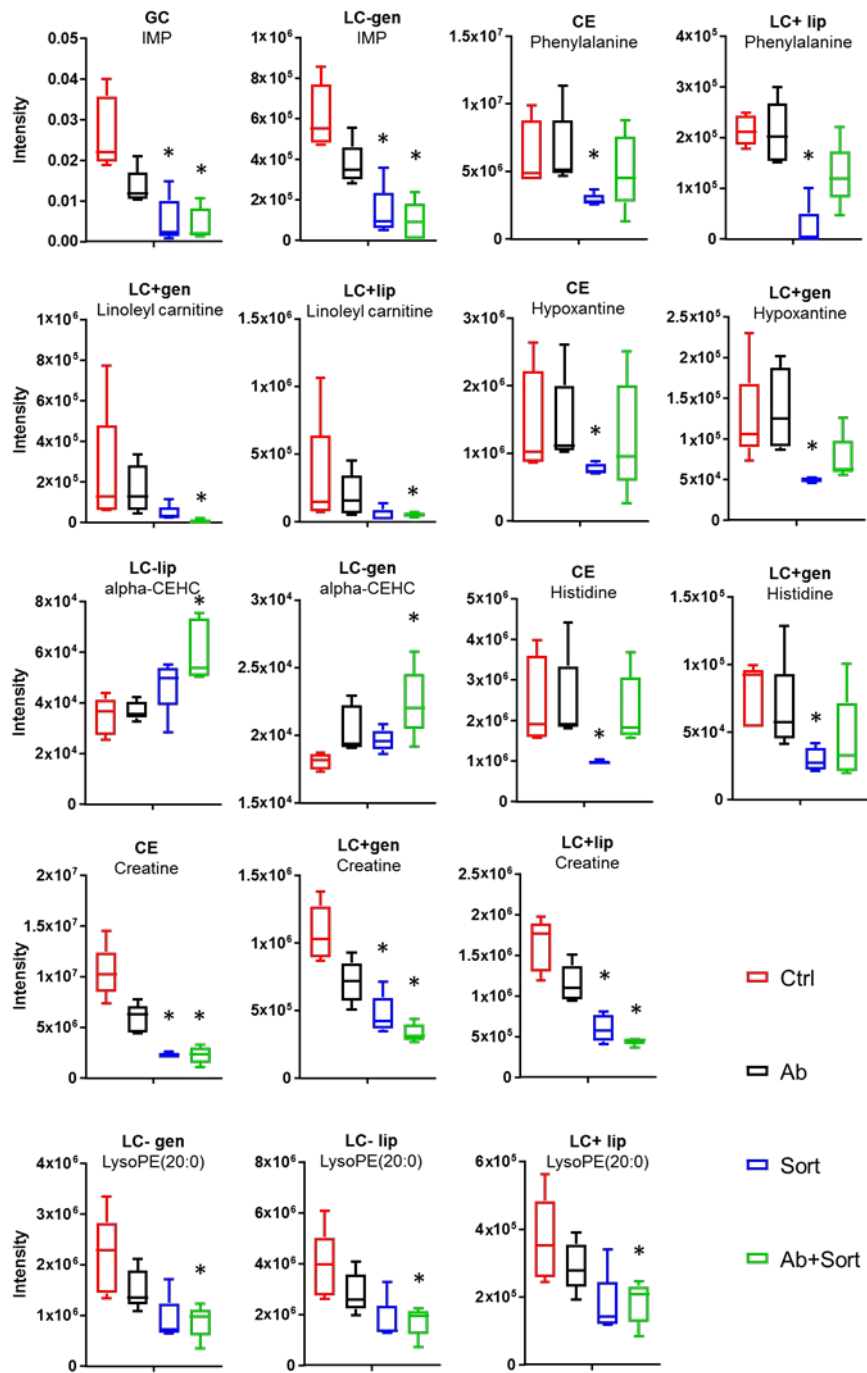 GC
IMP
Intensity
0.05
0.04
0.03
0.02
0.01
0.00
*
*
LC-gen
IMP
1x10⁶
8x10⁵
6x10⁵
4x10⁵
2x10⁵
0
*
*
CE
Phenylalanine
1.5x10⁷
1.0x10⁷
5.0x10⁶
0
*
LC+ lip
Phenylalanine
4x10⁵
3x10⁵
2x10⁵
1x10⁵
0
*
LC+gen
Linoleyl carnitine
Intensity
1x10⁶
8x10⁵
6x10⁵
4x10⁵
2x10⁵
0
*
LC+lip
Linoleyl carnitine
1.5x10⁶
1x10⁶
5x10⁵
0
*
CE
Hypoxantine
3x10⁶
2x10⁶
1x10⁶
0
*
LC+gen
Hypoxantine
2.5x10⁵
2x10⁵
1.5x10⁵
1x10⁵
5x10⁴
0
*
LC-lip
alpha-CEHC
Intensity
8x10⁴
6x10⁴
4x10⁴
2x10⁴
0
*
LC-gen
alpha-CEHC
3x10⁴
2.5x10⁴
2x10⁴
1.5x10⁴
*
CE
Histidine
5x10⁶
4x10⁶
3x10⁶
2x10⁶
1x10⁶
0
*
LC+gen
Histidine
1.5x10⁵
1x10⁵
5x10⁴
0
*
CE
Creatine
Intensity
2x10⁷
1.5x10⁷
1x10⁷
5x10⁶
0
*
*
LC+gen
Creatine
1.5x10⁶
1x10⁶
5x10⁵
0
*
*
LC+lip
Creatine
2.5x10⁶
2x10⁶
1.5x10⁶
1x10⁶
5x10⁵
0
*
*
LC- gen
LysoPE(20:0)
Intensity
4x10⁶
3x10⁶
2x10⁶
1x10⁶
0
*
LC- lip
LysoPE(20:0)
8x10⁶
6x10⁶
4x10⁶
2x10⁶
0
*
LC+ lip
LysoPE(20:0)
6x10⁵
4x10⁵
2x10⁵
0
*
Ctrl
Ab
Sort
Ab+Sort